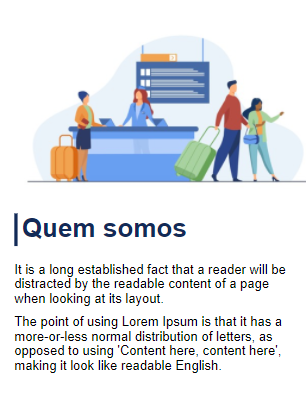 Quem somos
It is a long established fact that a reader will be
distracted by the readable content of a page
when looking at its layout.
The point of using Lorem Ipsum is that it has a
more-or-less normal distribution of letters, as
opposed to using 'Content here, content here',
making it look like readable English.